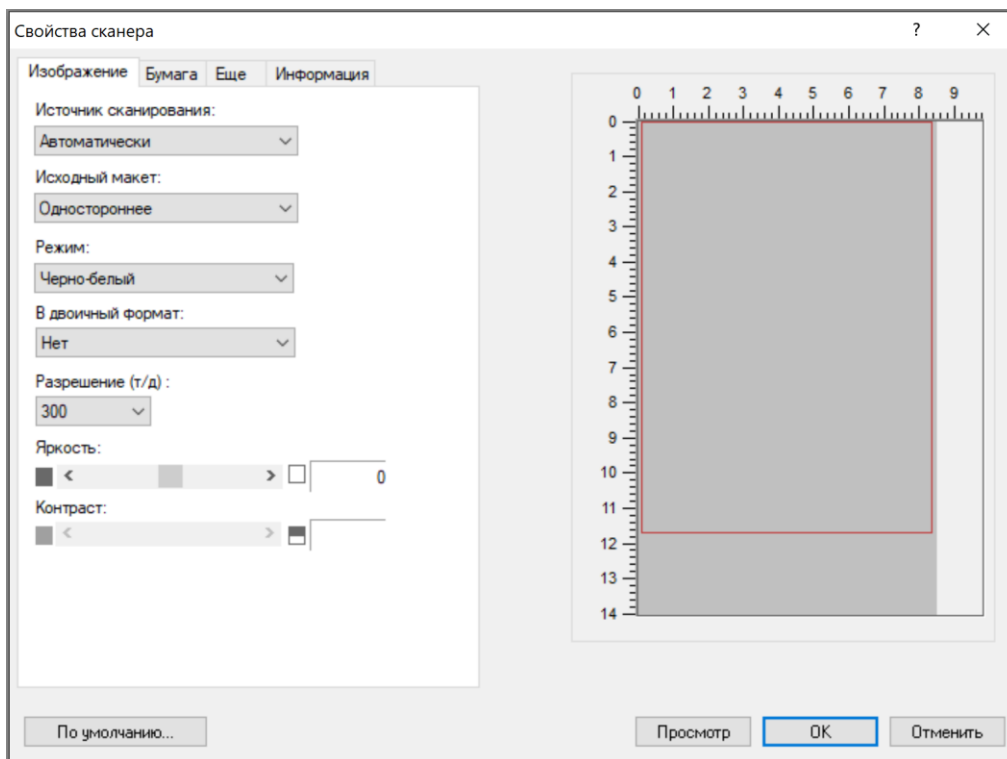 Свойства сканера ? ×
Изображение Бумага Еще Информация
Источник сканирования:
Автоматически
Исходный макет:
Одностороннее
Режим:
Черно-белый
В двоичный формат:
Нет
Разрешение (т/д) :
300
Яркость:
< > 0
Контраст:
< >
0 1 2 3 4 5 6 7 8 9
0
1
2
3
4
5
6
7
8
9
10
11
12
13
14
По умолчанию... Просмотр OK Отменить